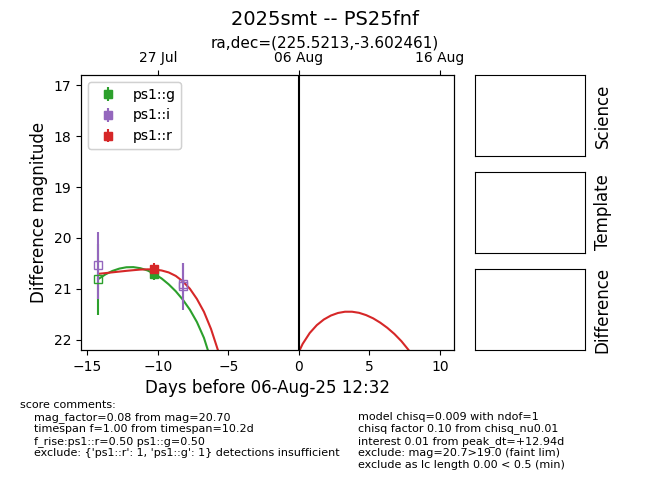 2025smt -- PS25fnf
ra,dec=(225.5213,-3.602461)
27 Jul
06 Aug
16 Aug
17
18
19
20
21
22
Difference magnitude
ps1::g
ps1::i
ps1::r
−15
−10
−5
0
5
10
Days before 06-Aug-25 12:32
Science
Template
Difference
score comments:
mag_factor=0.08 from mag=20.70
timespan f=1.00 from timespan=10.2d
f_rise:ps1::r=0.50 ps1::g=0.50
exclude: {'ps1::r': 1, 'ps1::g': 1} detections insufficient
model chisq=0.009 with ndof=1
chisq factor 0.10 from chisq_nu0.01
interest 0.01 from peak_dt=+12.94d
exclude: mag=20.7>19.0 (faint lim)
exclude as lc length 0.00 < 0.5 (min)